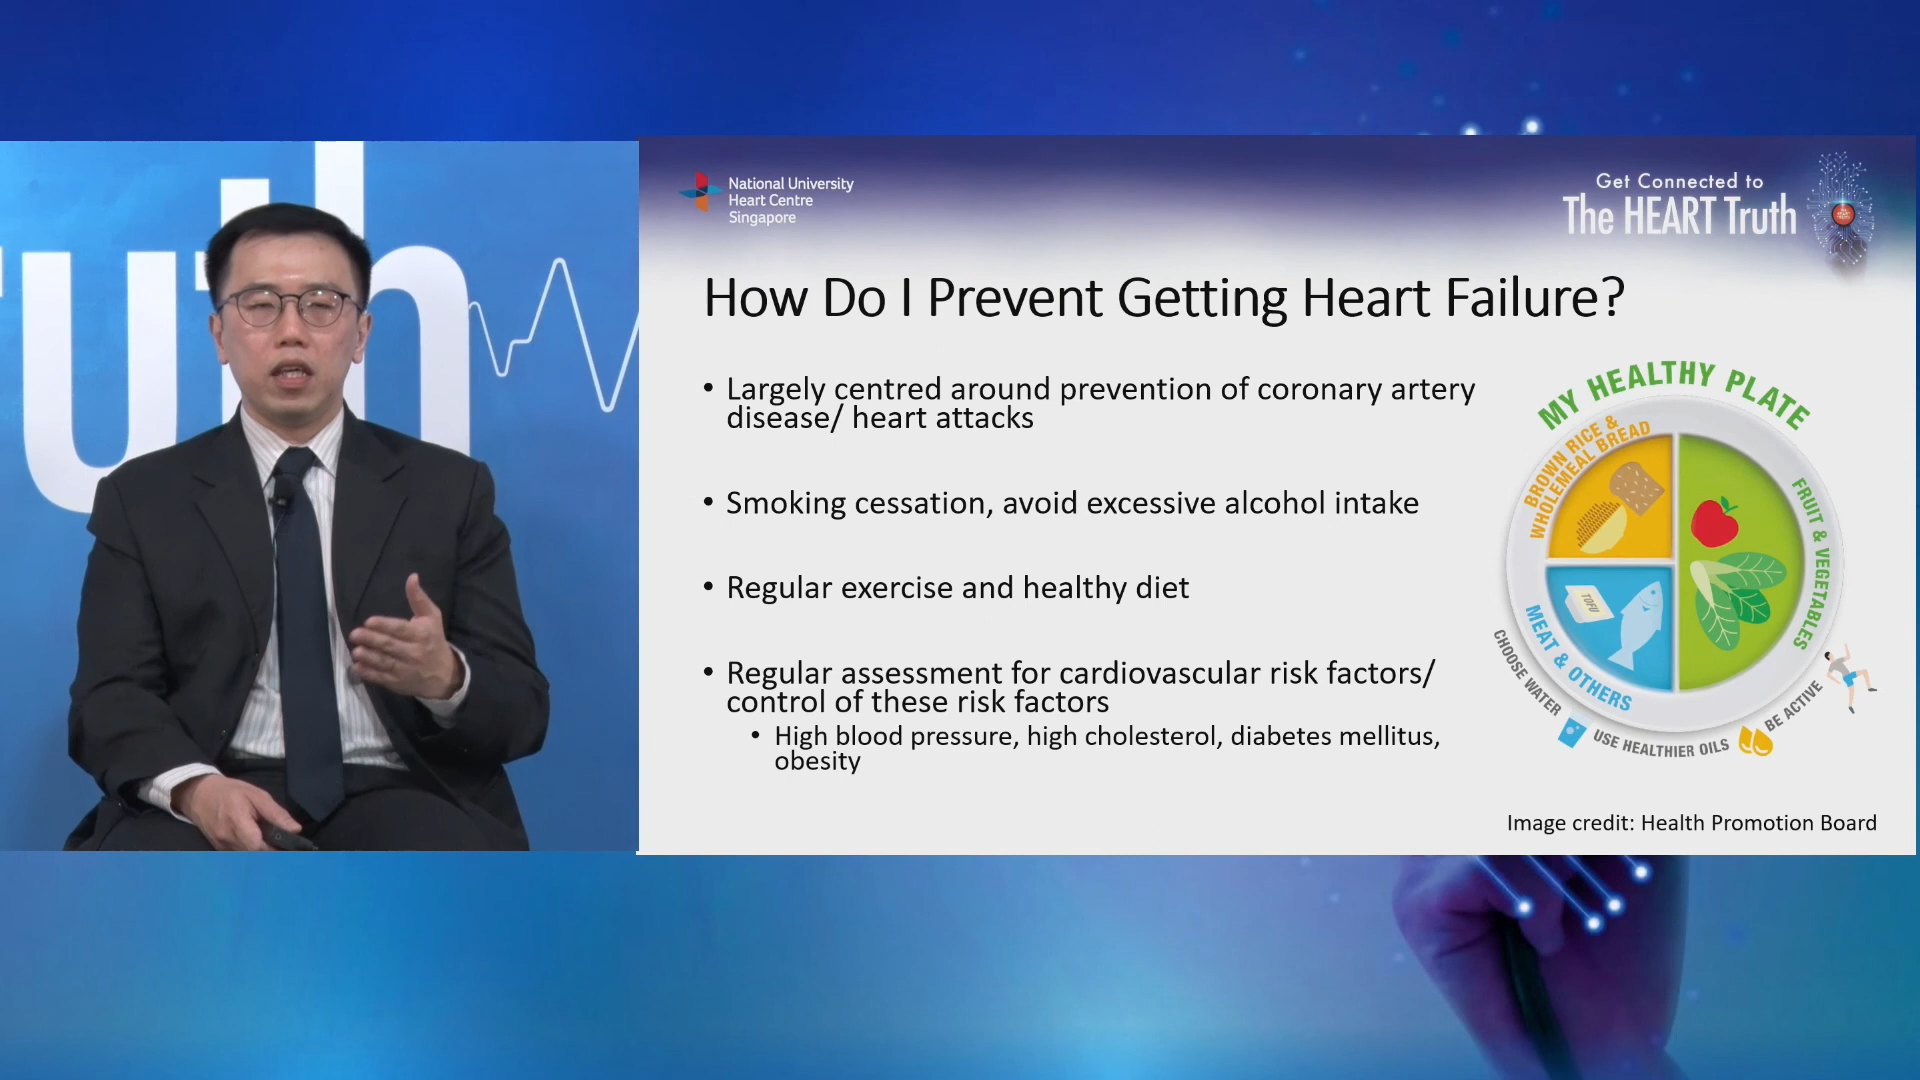 uth
National University
Heart Centre
Singapore
Get Connected to
The HEART Truth
How Do I Prevent Getting Heart Failure?
• Largely centred around prevention of coronary artery
disease/ heart attacks
• Smoking cessation, avoid excessive alcohol intake
• Regular exercise and healthy diet
• Regular assessment for cardiovascular risk factors/
control of these risk factors
• High blood pressure, high cholesterol, diabetes mellitus,
obesity
MY HEALTHY PLATE
BROWN RICE &
WHOLEMEAL BREAD
FRUIT & VEGETABLES
TOFU
MEAT & OTHERS
CHOOSE WATER
USE HEALTHIER OILS
BE ACTIVE
Image credit: Health Promotion Board